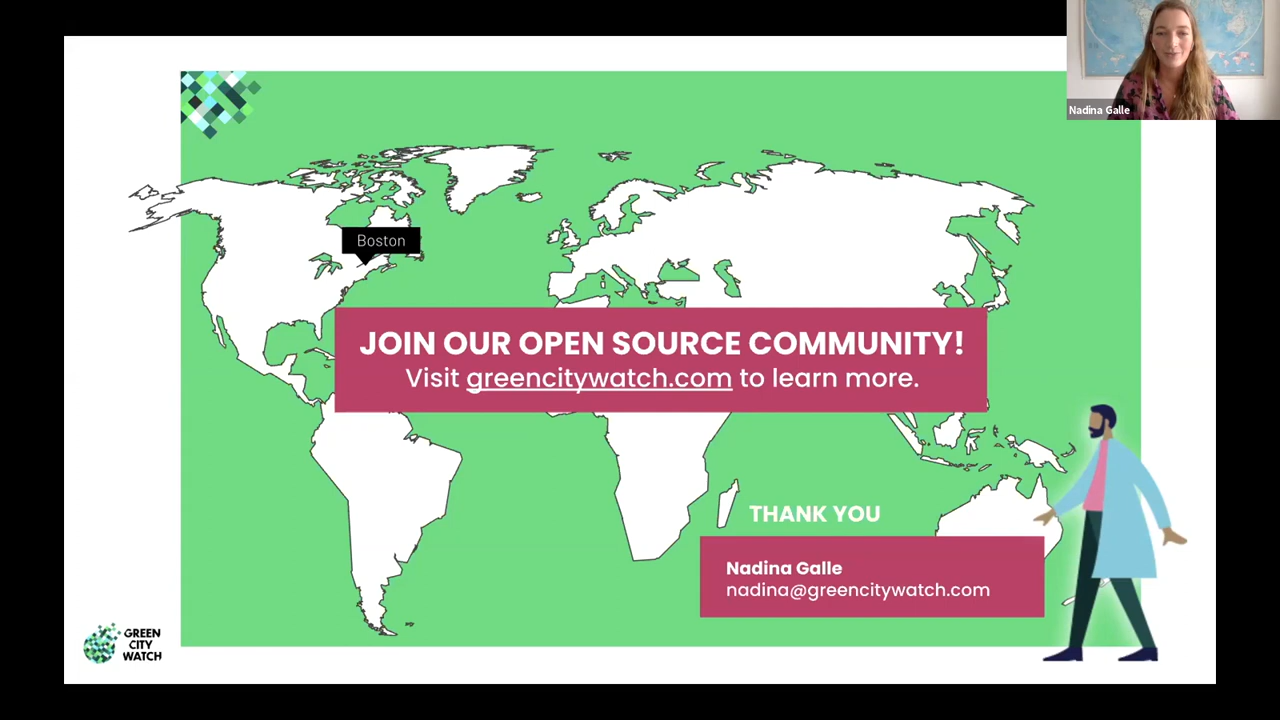 Nadina Galle
Boston
JOIN OUR OPEN SOURCE COMMUNITY!
Visit greencitywatch.com to learn more.
THANK YOU
Nadina Galle
nadina@greencitywatch.com
GREEN
CITY
WATCH